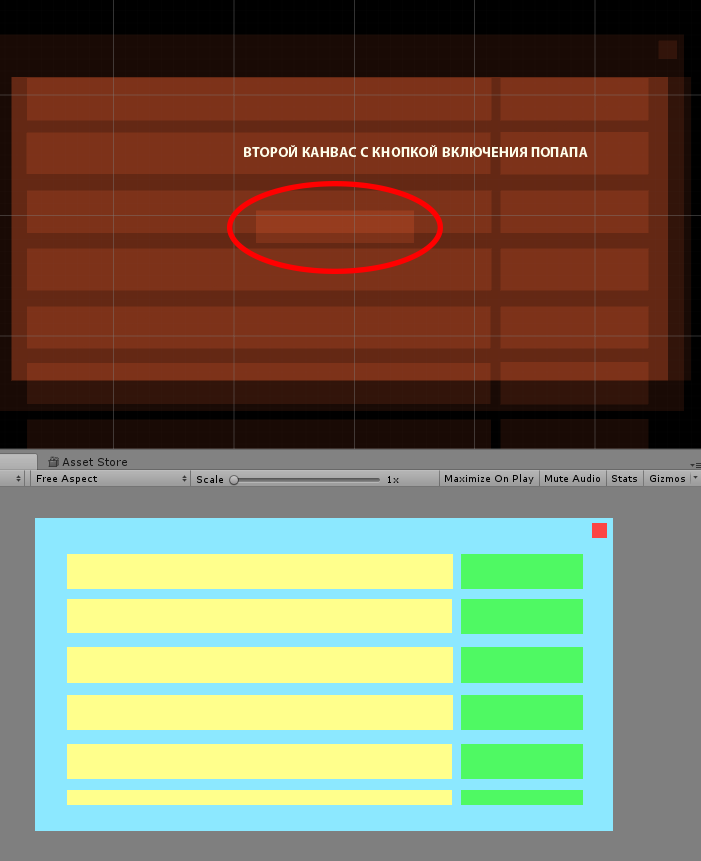 ВТОРОЙ КАНВАС С КНОПКОЙ ВКЛЮЧЕНИЯ ПОПАПА
Asset Store
Free Aspect Scale 1x Maximize On Play Mute Audio Stats Gizmos